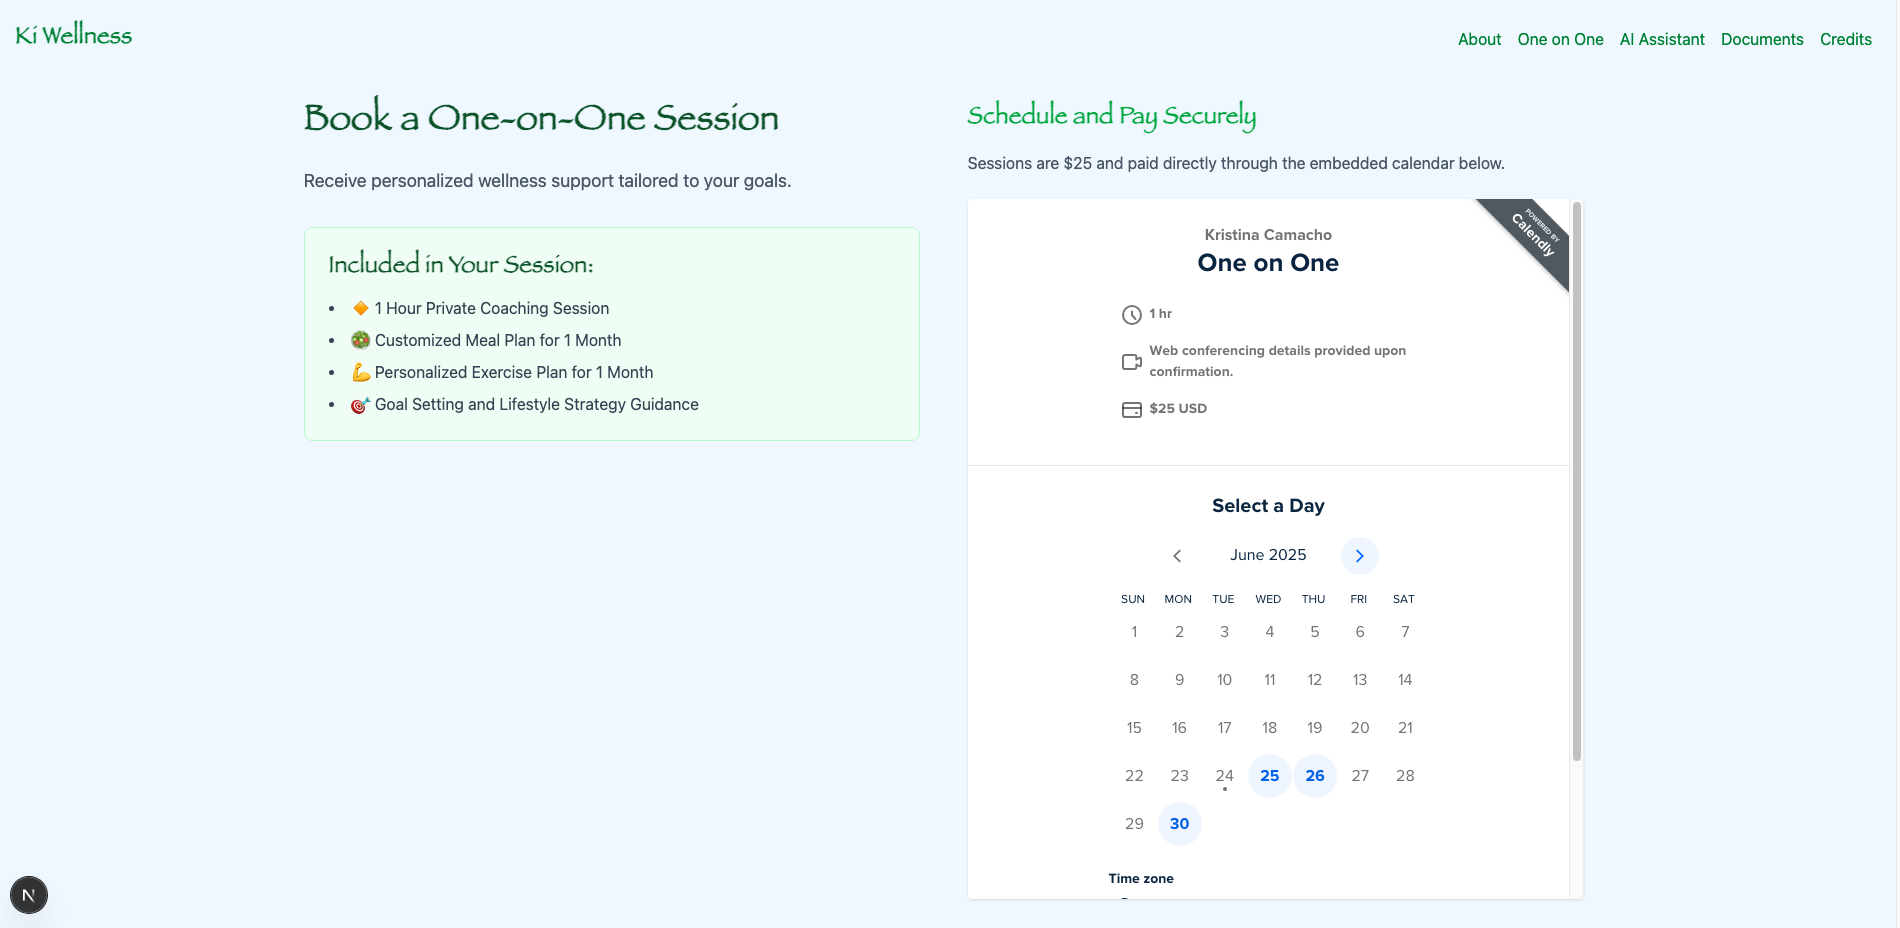 Ki Wellness
About One on One AI Assistant Documents Credits
Book a One-on-One Session
Receive personalized wellness support tailored to your goals.
Included in Your Session:
• 🔸 1 Hour Private Coaching Session
• 🥗 Customized Meal Plan for 1 Month
• 💪 Personalized Exercise Plan for 1 Month
• 🎯 Goal Setting and Lifestyle Strategy Guidance
Schedule and Pay Securely
Sessions are $25 and paid directly through the embedded calendar below.
POWERED BY
Calendly
Kristina Camacho
One on One
1 hr
Web conferencing details provided upon
confirmation.
$25 USD
Select a Day
June 2025
SUN MON TUE WED THU FRI SAT
1 2 3 4 5 6 7
8 9 10 11 12 13 14
15 16 17 18 19 20 21
22 23 24 25 26 27 28
29 30
Time zone
N